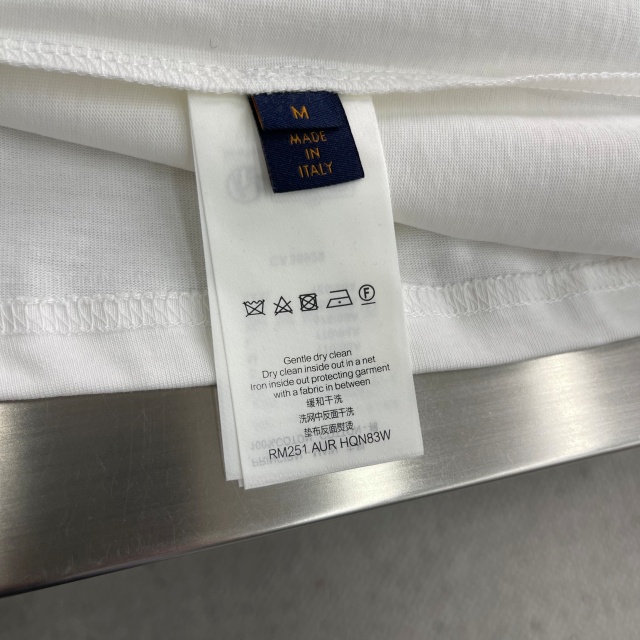 M
MADE
IN
ITALY
Gentle dry clean
Dry clean inside out in a net
Iron inside out protecting garment
with a fabric in between
缓和干洗
洗网中反面干洗
垫布反面熨烫
RM251 AUR HQN83W